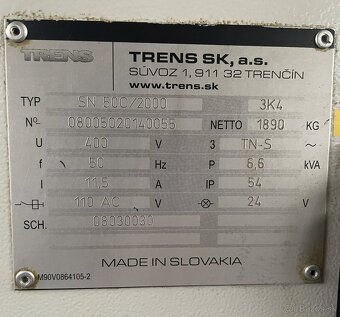 TRENS
TRENS SK, a.s.
SÚVOZ 1, 911 32 TRENČÍN
www.trens.sk
TYP SN 50C/2000 3K4
Nº 08005020140055 NETTO 1890 KG
U 400 V 3 TN-S ~
f 50 Hz P 6,6 kVA
I 11,5 A IP 54
110 AC V 24 V
SCH. 08030030
MADE IN SLOVAKIA
M90V0864105-2